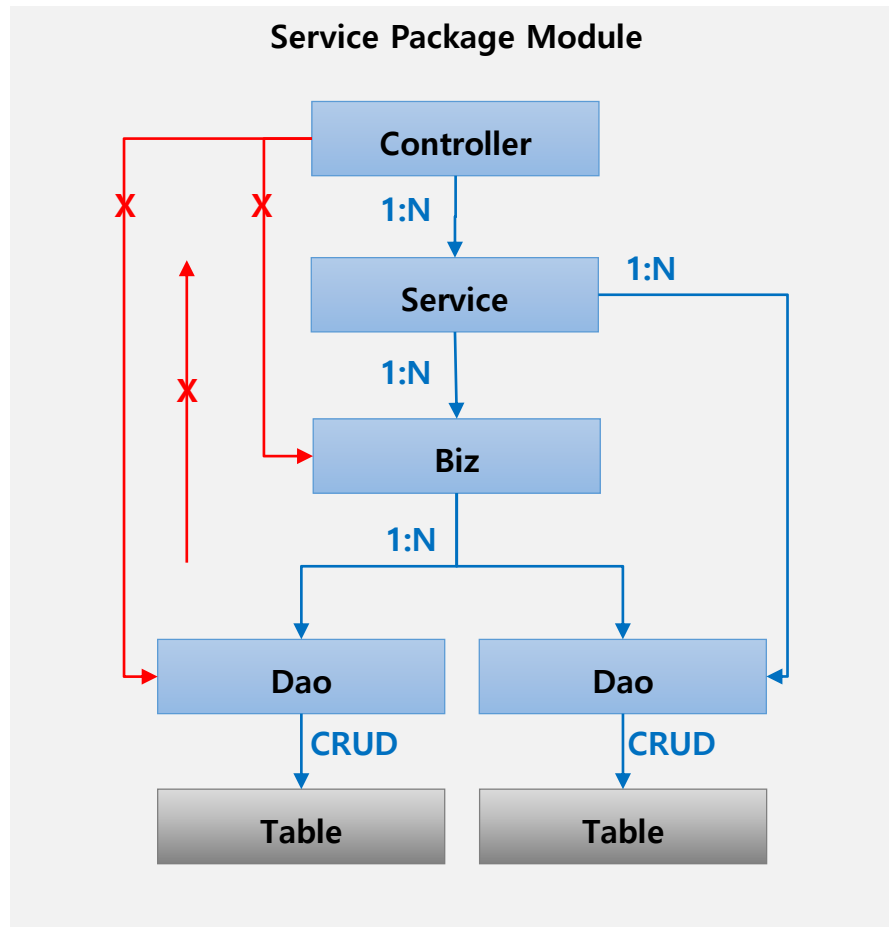 Service Package Module
Controller
X
X
1:N
1:N
Service
X
1:N
Biz
1:N
Dao
Dao
CRUD
CRUD
Table
Table